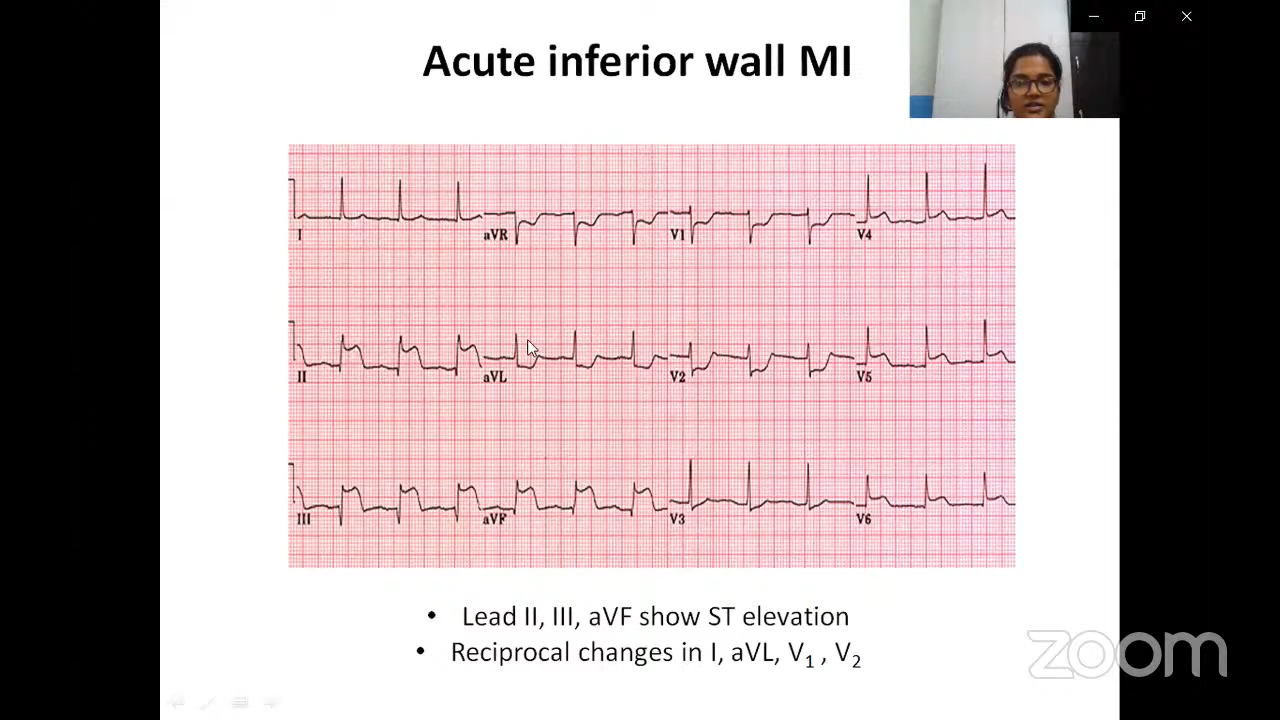 Acute inferior wall MI
I aVR V1 V4
II aVL V2 V5
III aVF V3 V6
• Lead II, III, aVF show ST elevation
• Reciprocal changes in I, aVL, V₁ , V₂
zoom